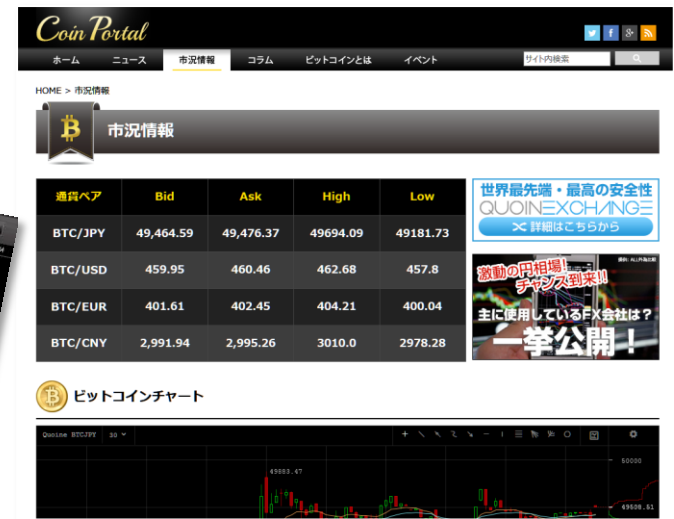 Coin Portal
ホーム ニュース 市況情報 コラム ビットコインとは イベント サイト内検索
HOME > 市況情報
市況情報
通貨ペア Bid Ask High Low
BTC/JPY 49,464.59 49,476.37 49694.09 49181.73
BTC/USD 459.95 460.46 462.68 457.8
BTC/EUR 401.61 402.45 404.21 400.04
BTC/CNY 2,991.94 2,995.26 3010.0 2978.28
世界最先端・最高の安全性
QUOINEXCHANGE
詳細はこちらから
激動の円相場!
チャンス到来!!
主に使用しているFX会社は?
一挙公開!
ビットコインチャート
Quoine BTCJPY 30
50000
49883.47
49508.51